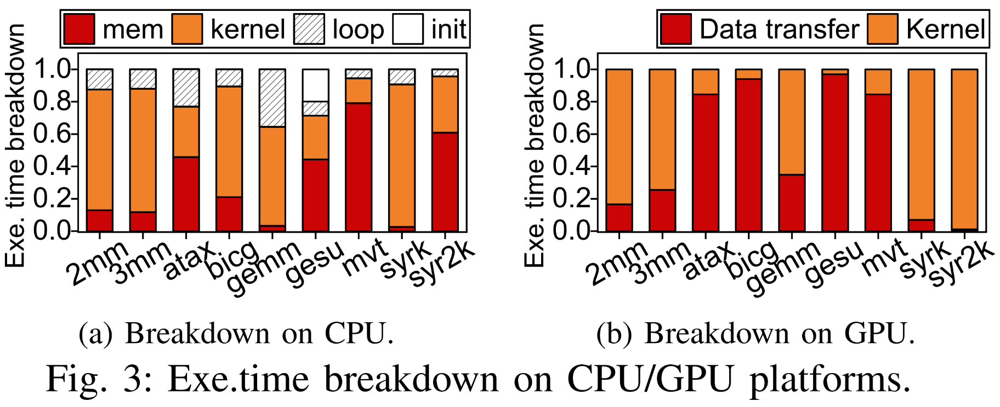 mem kernel loop init
Exe. time breakdown
1.0
0.8
0.6
0.4
0.2
0.0
2mm 3mm atax bicg gemm gesu mvt syrk syr2k
(a) Breakdown on CPU.
Data transfer Kernel
Exe. time breakdown
1.0
0.8
0.6
0.4
0.2
0.0
2mm 3mm atax bicg gemm gesu mvt syrk syr2k
(b) Breakdown on GPU.
Fig. 3: Exe.time breakdown on CPU/GPU platforms.